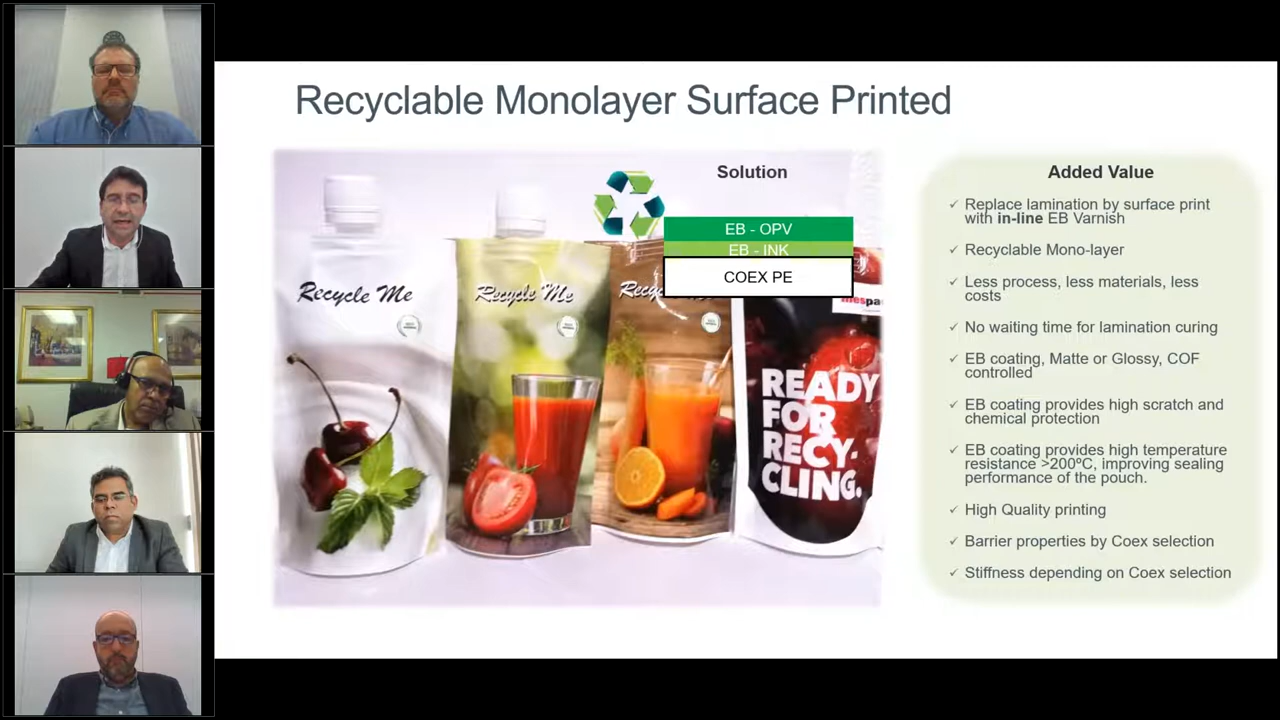 Recyclable Monolayer Surface Printed
Solution
EB - OPV
EB - INK
COEX PE
Recycle Me
Recycle Me
READY
FOR
RECY-
CLING.
Added Value
Replace lamination by surface print
with in-line EB Varnish
Recyclable Mono-layer
Less process, less materials, less
costs
No waiting time for lamination curing
EB coating, Matte or Glossy, COF
controlled
EB coating provides high scratch and
chemical protection
EB coating provides high temperature
resistance >200ºC, improving sealing
performance of the pouch.
High Quality printing
Barrier properties by Coex selection
Stiffness depending on Coex selection